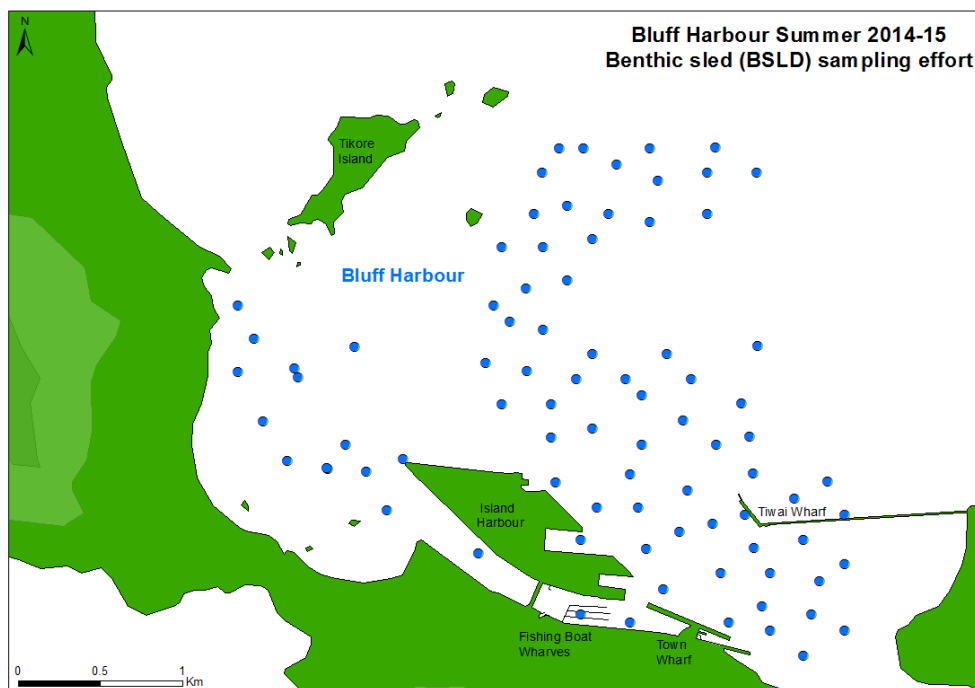 Bluff Harbour Summer 2014-15
Benthic sled (BSLD) sampling effort
N
Tikore
Island
Bluff Harbour
Island
Harbour
Tiwai Wharf
Fishing Boat
Wharves
Town
Wharf
0 0.5 1
Km